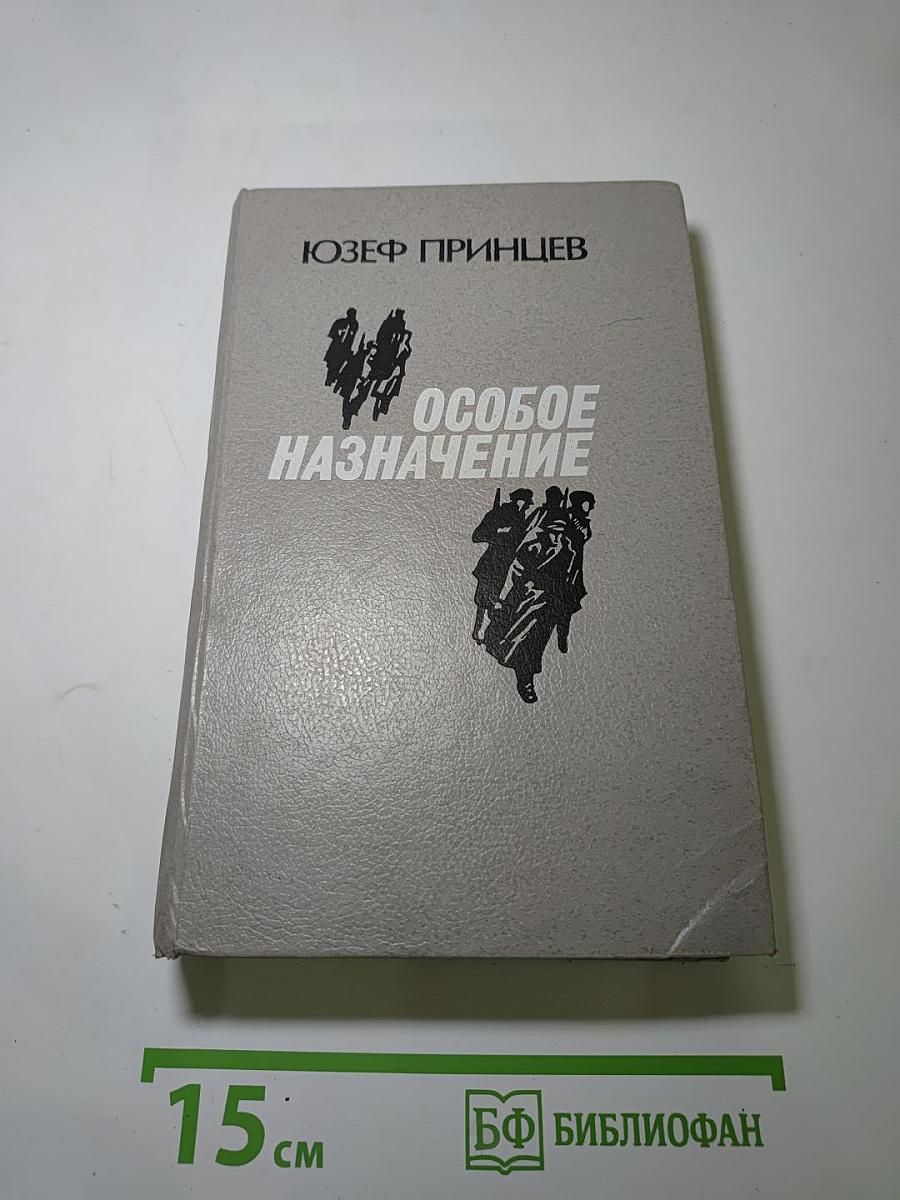 ЮЗЕФ ПРИНЦЕВ
ОСОБОЕ
НАЗНАЧЕНИЕ
15 см
БФ БИБЛИОФАН